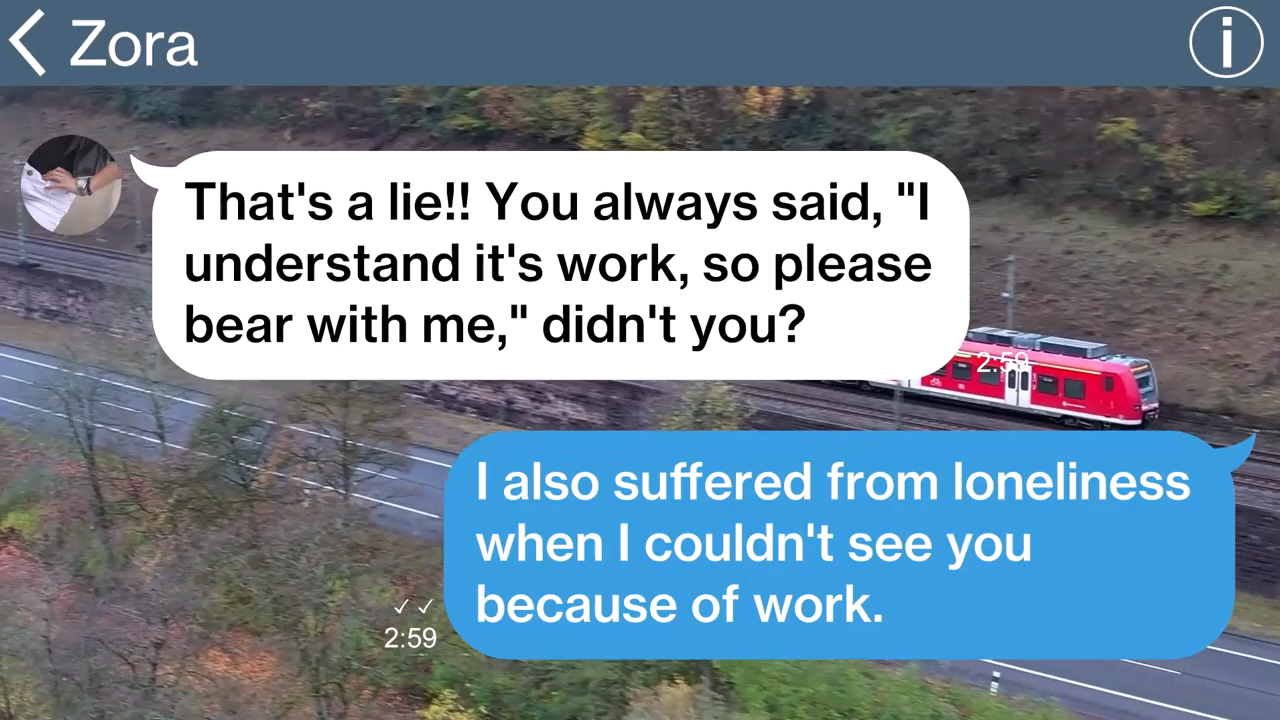 Zora
i
That's a lie!! You always said, "I
understand it's work, so please
bear with me," didn't you?
2:59
I also suffered from loneliness
when I couldn't see you
because of work.
2:59